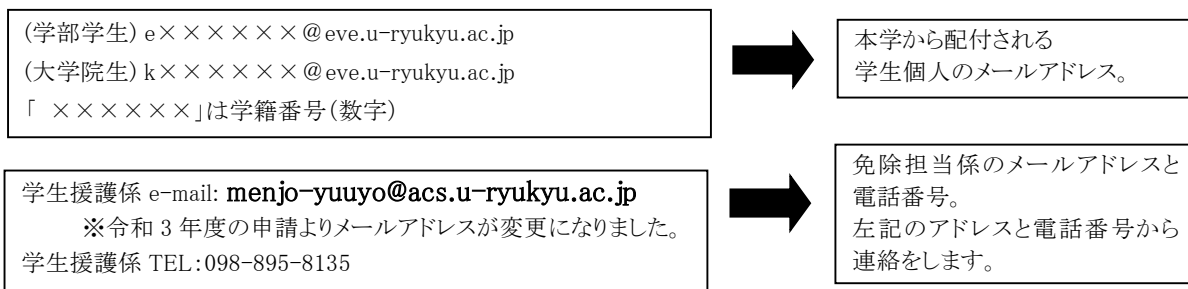 (学部学生) e××××××@eve.u-ryukyu.ac.jp
(大学院生) k××××××@eve.u-ryukyu.ac.jp
「 ××××××」は学籍番号(数字)
本学から配付される
学生個人のメールアドレス。
学生援護係 e-mail: menjo-yuuyo@acs.u-ryukyu.ac.jp
※令和 3 年度の申請よりメールアドレスが変更になりました。
学生援護係 TEL:098-895-8135
免除担当係のメールアドレスと
電話番号。
左記のアドレスと電話番号から
連絡をします。